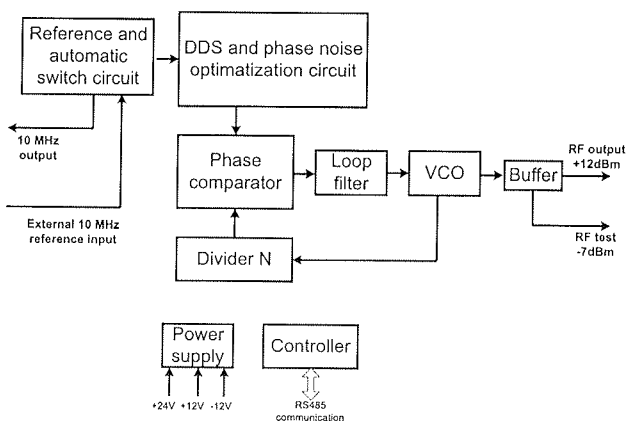 Reference and
automatic
switch circuit
DDS and phase noise
optimatization circuit
10 MHz
output
External 10 MHz
reference input
Phase
comparator
Loop
filter
VCO
Buffer
RF output
+12dBm
RF test
-7dBm
Divider N
Power
supply
+24V +12V -12V
Controller
RS485
communication